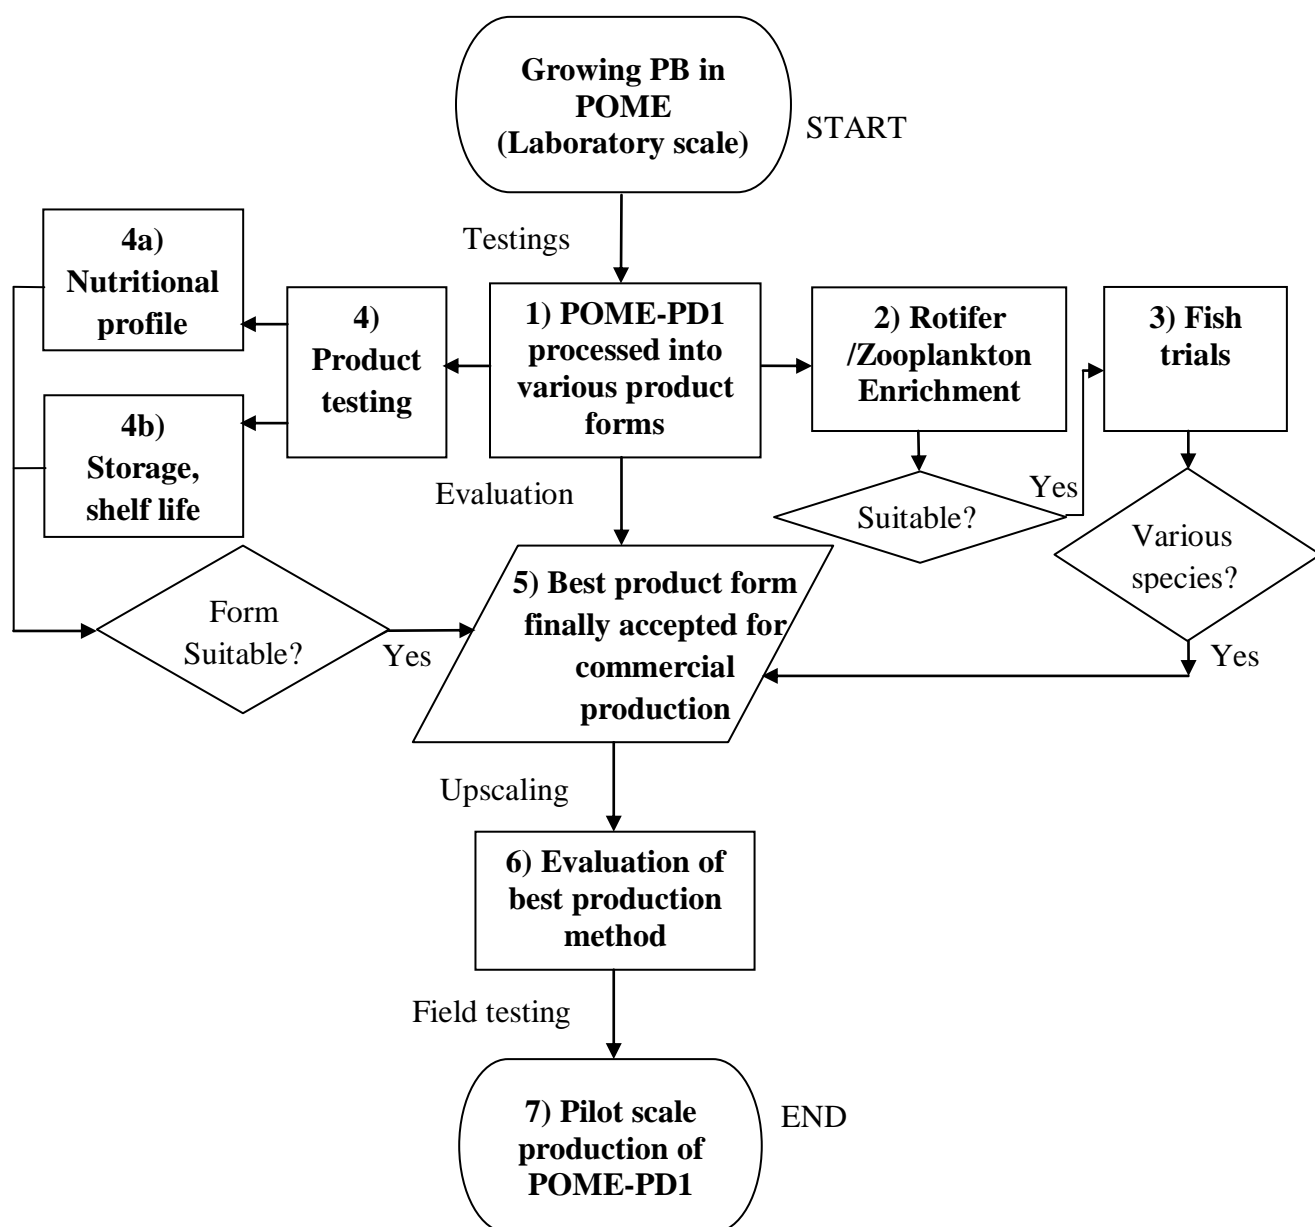 Growing PB in
POME
(Laboratory scale)
START
Testings
4a)
Nutritional
profile
4)
Product
testing
1) POME-PD1
processed into
various product
forms
2) Rotifer
/Zooplankton
Enrichment
3) Fish
trials
4b)
Storage,
shelf life
Evaluation
Suitable?
Yes
Various
species?
Yes
Form
Suitable?
Yes
5) Best product form
finally accepted for
commercial
production
Upscaling
6) Evaluation of
best production
method
Field testing
7) Pilot scale
production of
POME-PD1
END